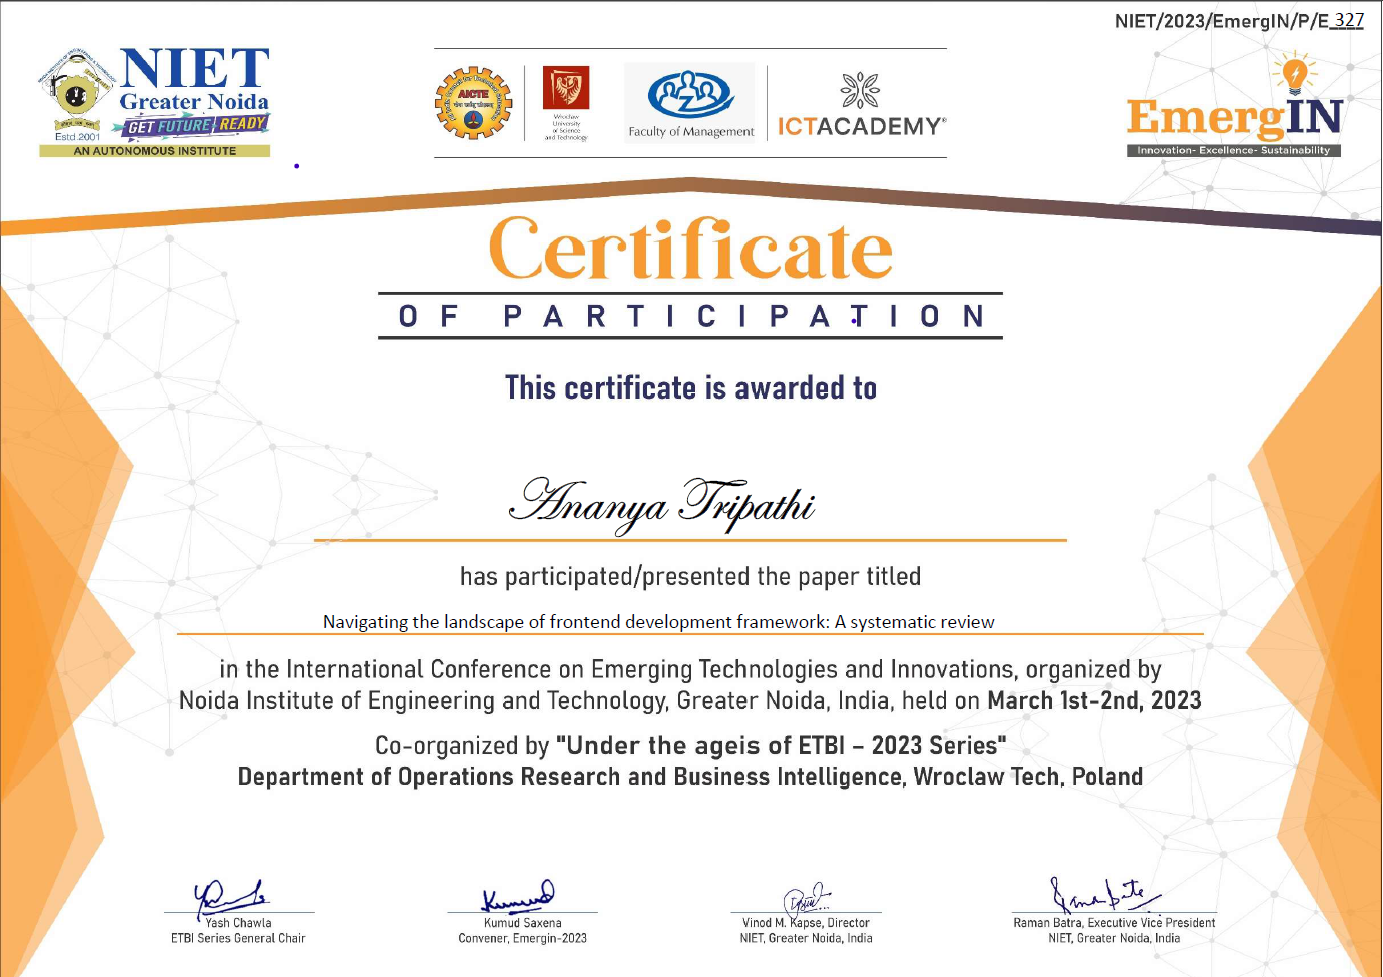 NIET/2023/EmergIN/P/E_327
NIET
Greater Noida
GET FUTURE READY
Estd.2001
AN AUTONOMOUS INSTITUTE
AICTE
Wroclaw
University
of Science
and Technology
Faculty of Management
ICTACADEMY®
EmergIN
Innovation- Excellence- Sustainability
Certificate
OF PARTICIPATION
This certificate is awarded to
Ananya Tripathi
has participated/presented the paper titled
Navigating the landscape of frontend development framework: A systematic review
in the International Conference on Emerging Technologies and Innovations, organized by
Noida Institute of Engineering and Technology, Greater Noida, India, held on March 1st-2nd, 2023
Co-organized by "Under the ageis of ETBI – 2023 Series"
Department of Operations Research and Business Intelligence, Wroclaw Tech, Poland
Kumud
Yash Chawla
ETBI Series General Chair
Kumud Saxena
Convener, Emergin-2023
Vinod M. Kapse, Director
NIET, Greater Noida, India
Raman Batra, Executive Vice President
NIET, Greater Noida, India